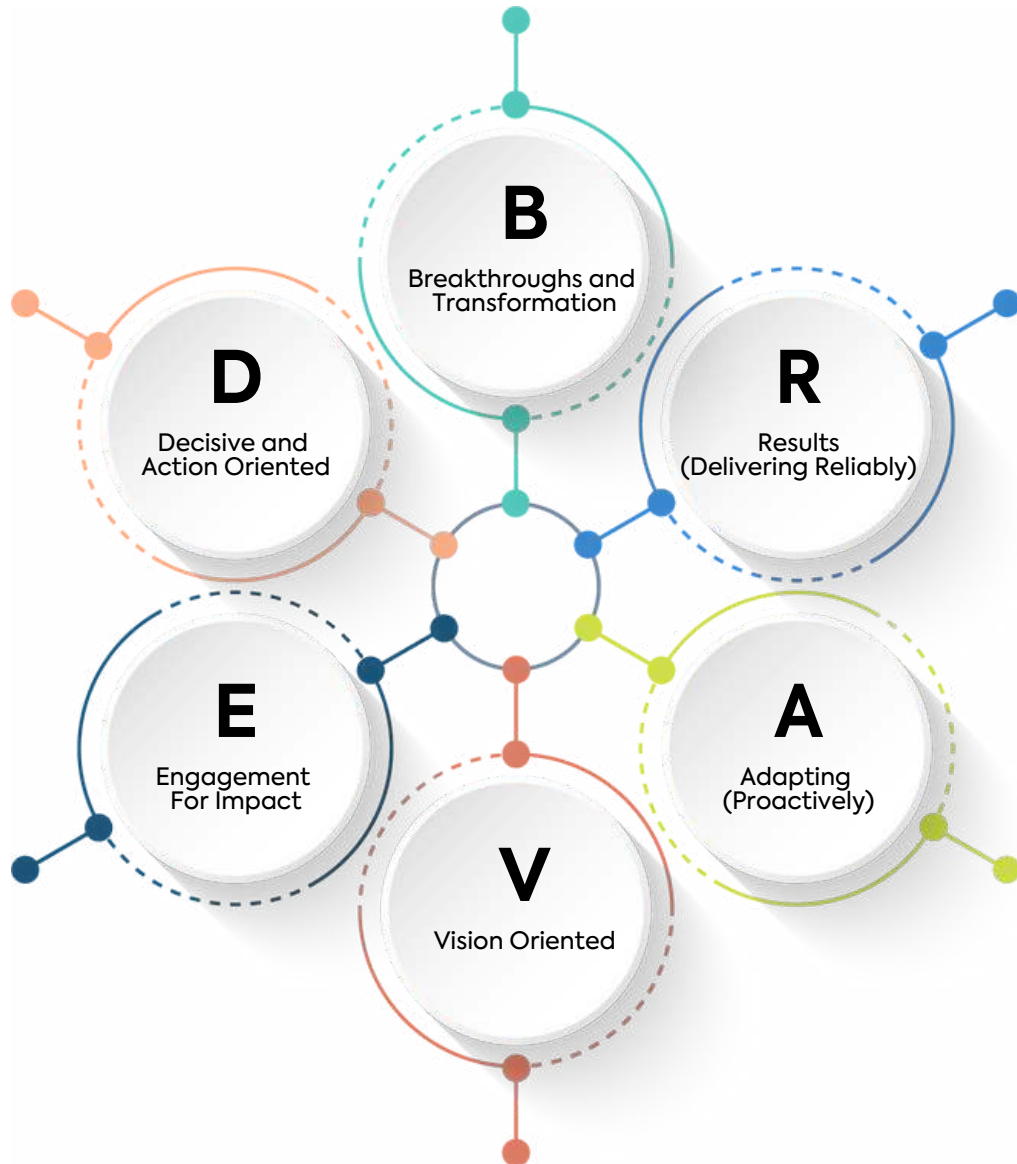 B
Breakthroughs and
Transformation
R
Results
(Delivering Reliably)
A
Adapting
(Proactively)
V
Vision Oriented
E
Engagement
For Impact
D
Decisive and
Action Oriented